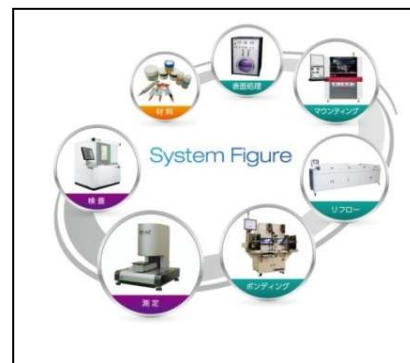 材料
表面処理
マウンティング
リフロー
ボンディング
測定
検査
System Figure